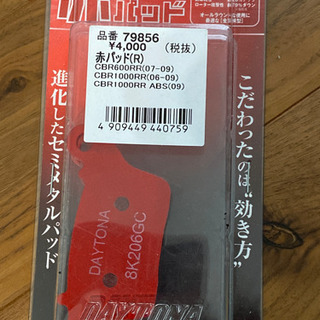 赤パッド
品番 79856
¥4,000 (税抜)
赤パッド(R)
CBR600RR(07-09)
CBR1000RR(06-09)
CBR1000RR ABS(09)
4 909449 440759
こだわったのは“効き方”
進化したセミメタルパッド
DAYTONA
8K206GC
DAYTONA